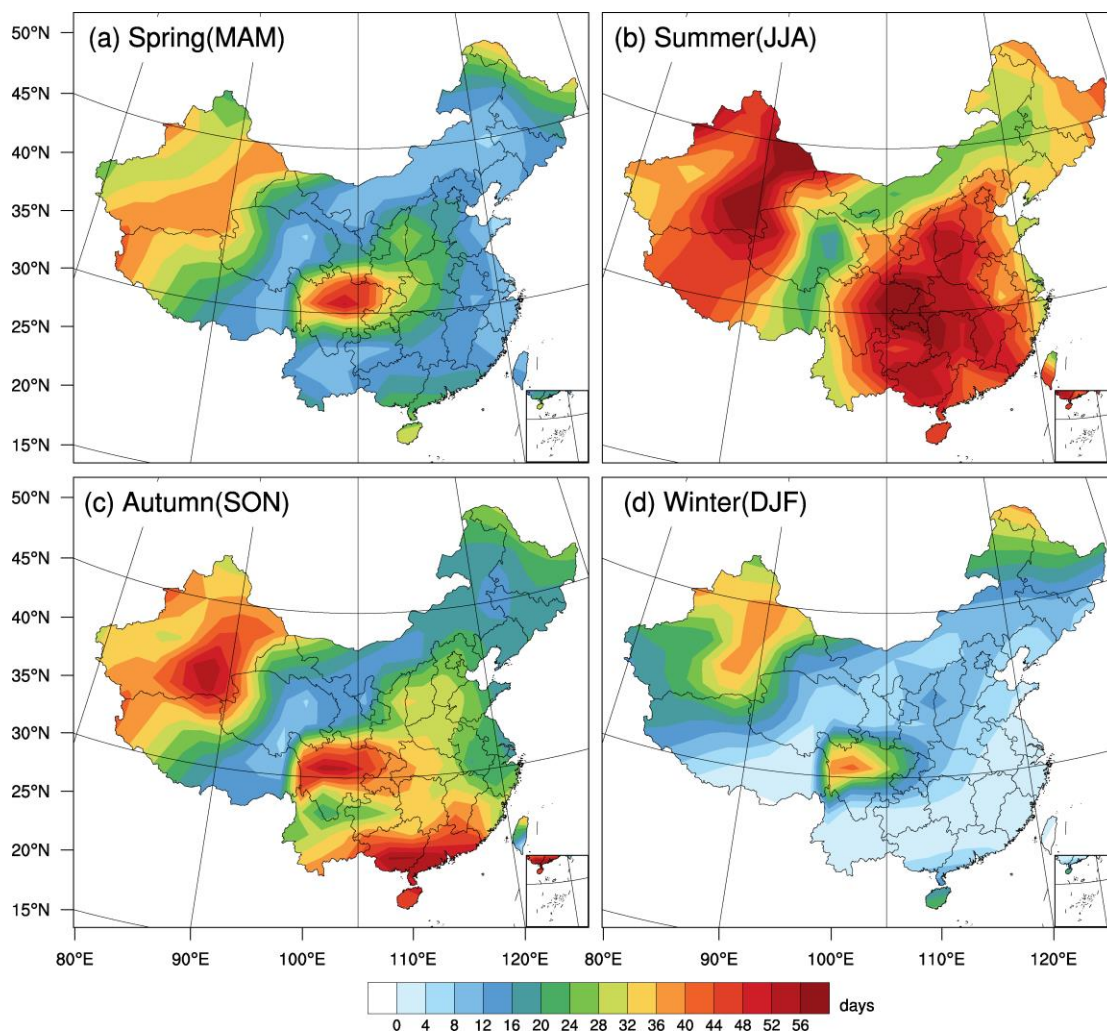 (a) Spring(MAM)
(b) Summer(JJA)
50°N
45°N
40°N
35°N
30°N
25°N
20°N
15°N
(c) Autumn(SON)
(d) Winter(DJF)
50°N
45°N
40°N
35°N
30°N
25°N
20°N
15°N
80°E 90°E 100°E 110°E 120°E 80°E 90°E 100°E 110°E 120°E
0 4 8 12 16 20 24 28 32 36 40 44 48 52 56 days